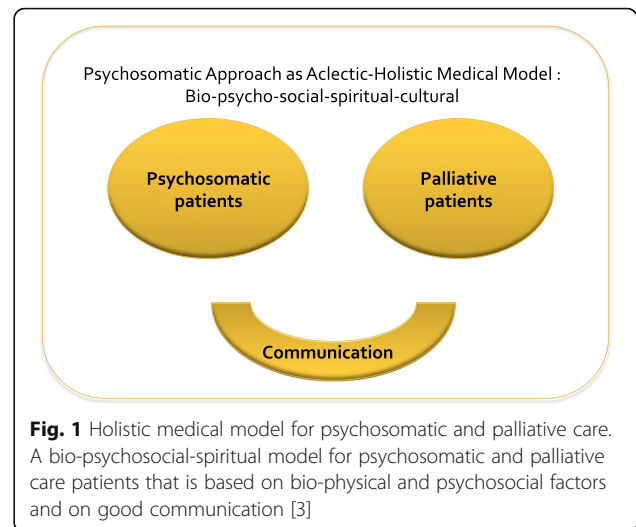 Psychosomatic Approach as Aclectic-Holistic Medical Model :
Bio-psycho-social-spiritual-cultural
Psychosomatic
patients
Palliative
patients
Communication
Fig. 1 Holistic medical model for psychosomatic and palliative care.
A bio-psychosocial-spiritual model for psychosomatic and palliative
care patients that is based on bio-physical and psychosocial factors
and on good communication [3]